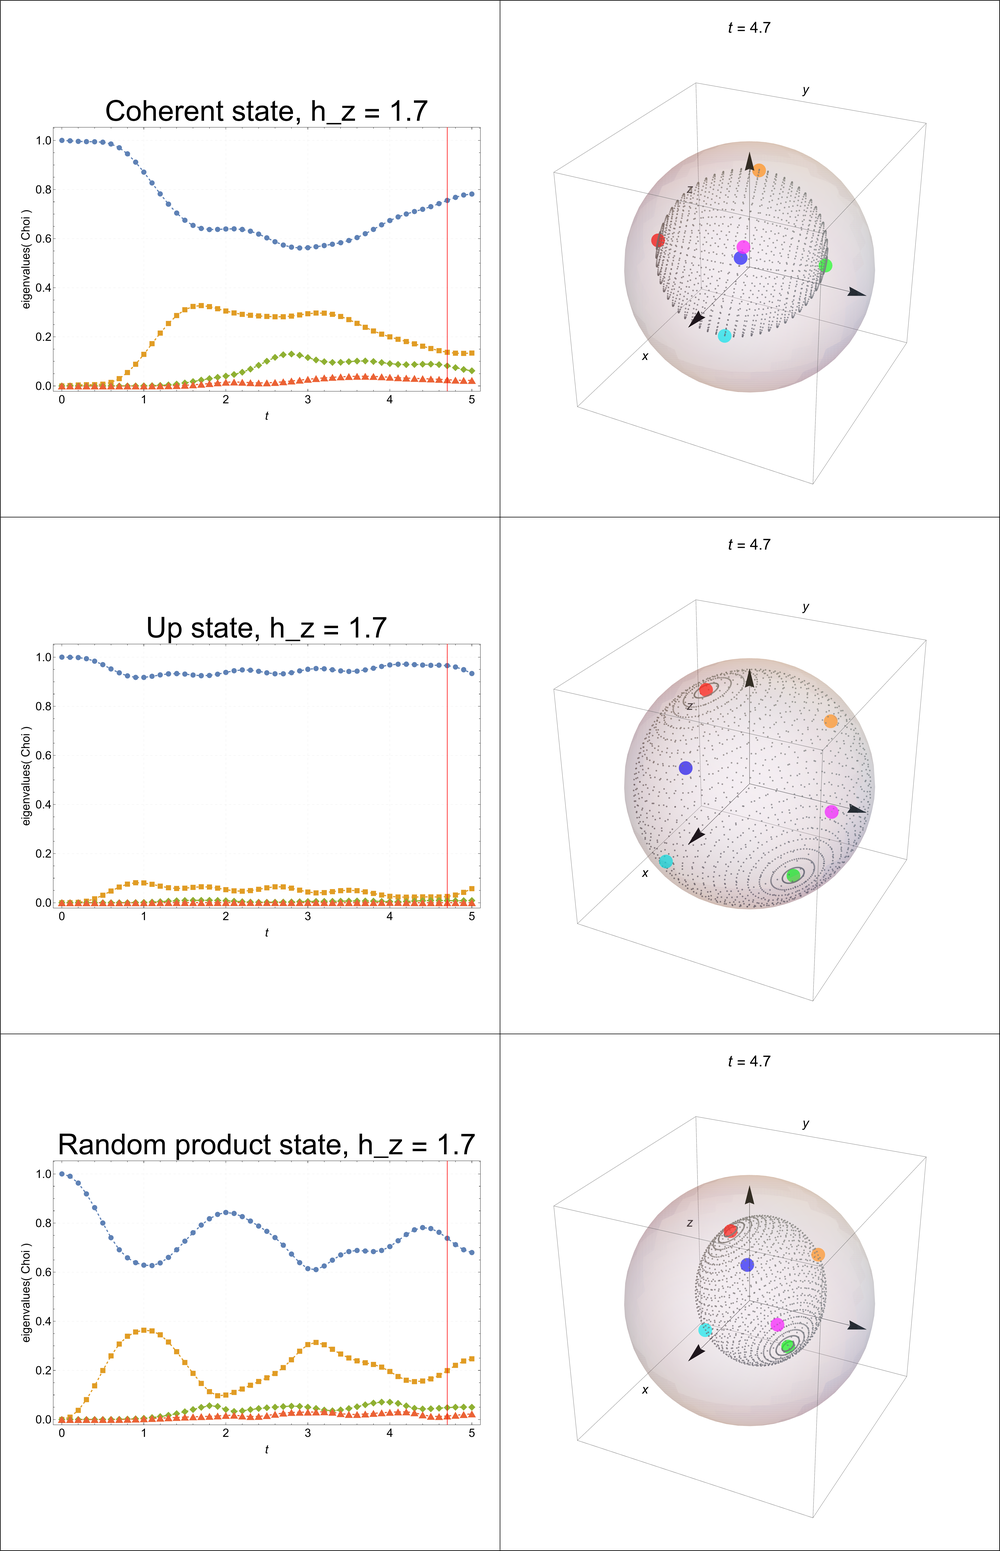 Coherent state, h_z = 1.7
1.0
0.8
0.6
0.4
0.2
0.0
eigenvalues( Choi )
0 1 2 3 4 5
t
t = 4.7
y
z
x
Up state, h_z = 1.7
1.0
0.8
0.6
0.4
0.2
0.0
eigenvalues( Choi )
0 1 2 3 4 5
t
t = 4.7
y
z
x
Random product state, h_z = 1.7
1.0
0.8
0.6
0.4
0.2
0.0
eigenvalues( Choi )
0 1 2 3 4 5
t
t = 4.7
y
z
x